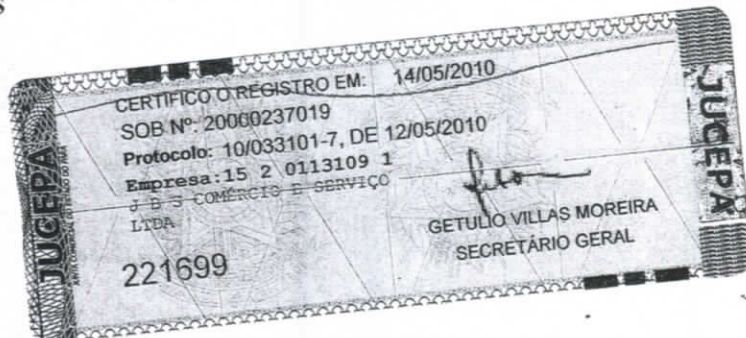 JUCEPA
CERTIFICO O REGISTRO EM: 14/05/2010
SOB Nº: 20000237019
Protocolo: 10/033101-7, DE 12/05/2010
Empresa:15 2 0113109 1
J B S COMÉRCIO E SERVIÇO
LTDA
221699
GETULIO VILLAS MOREIRA
SECRETÁRIO GERAL
JUCEPA